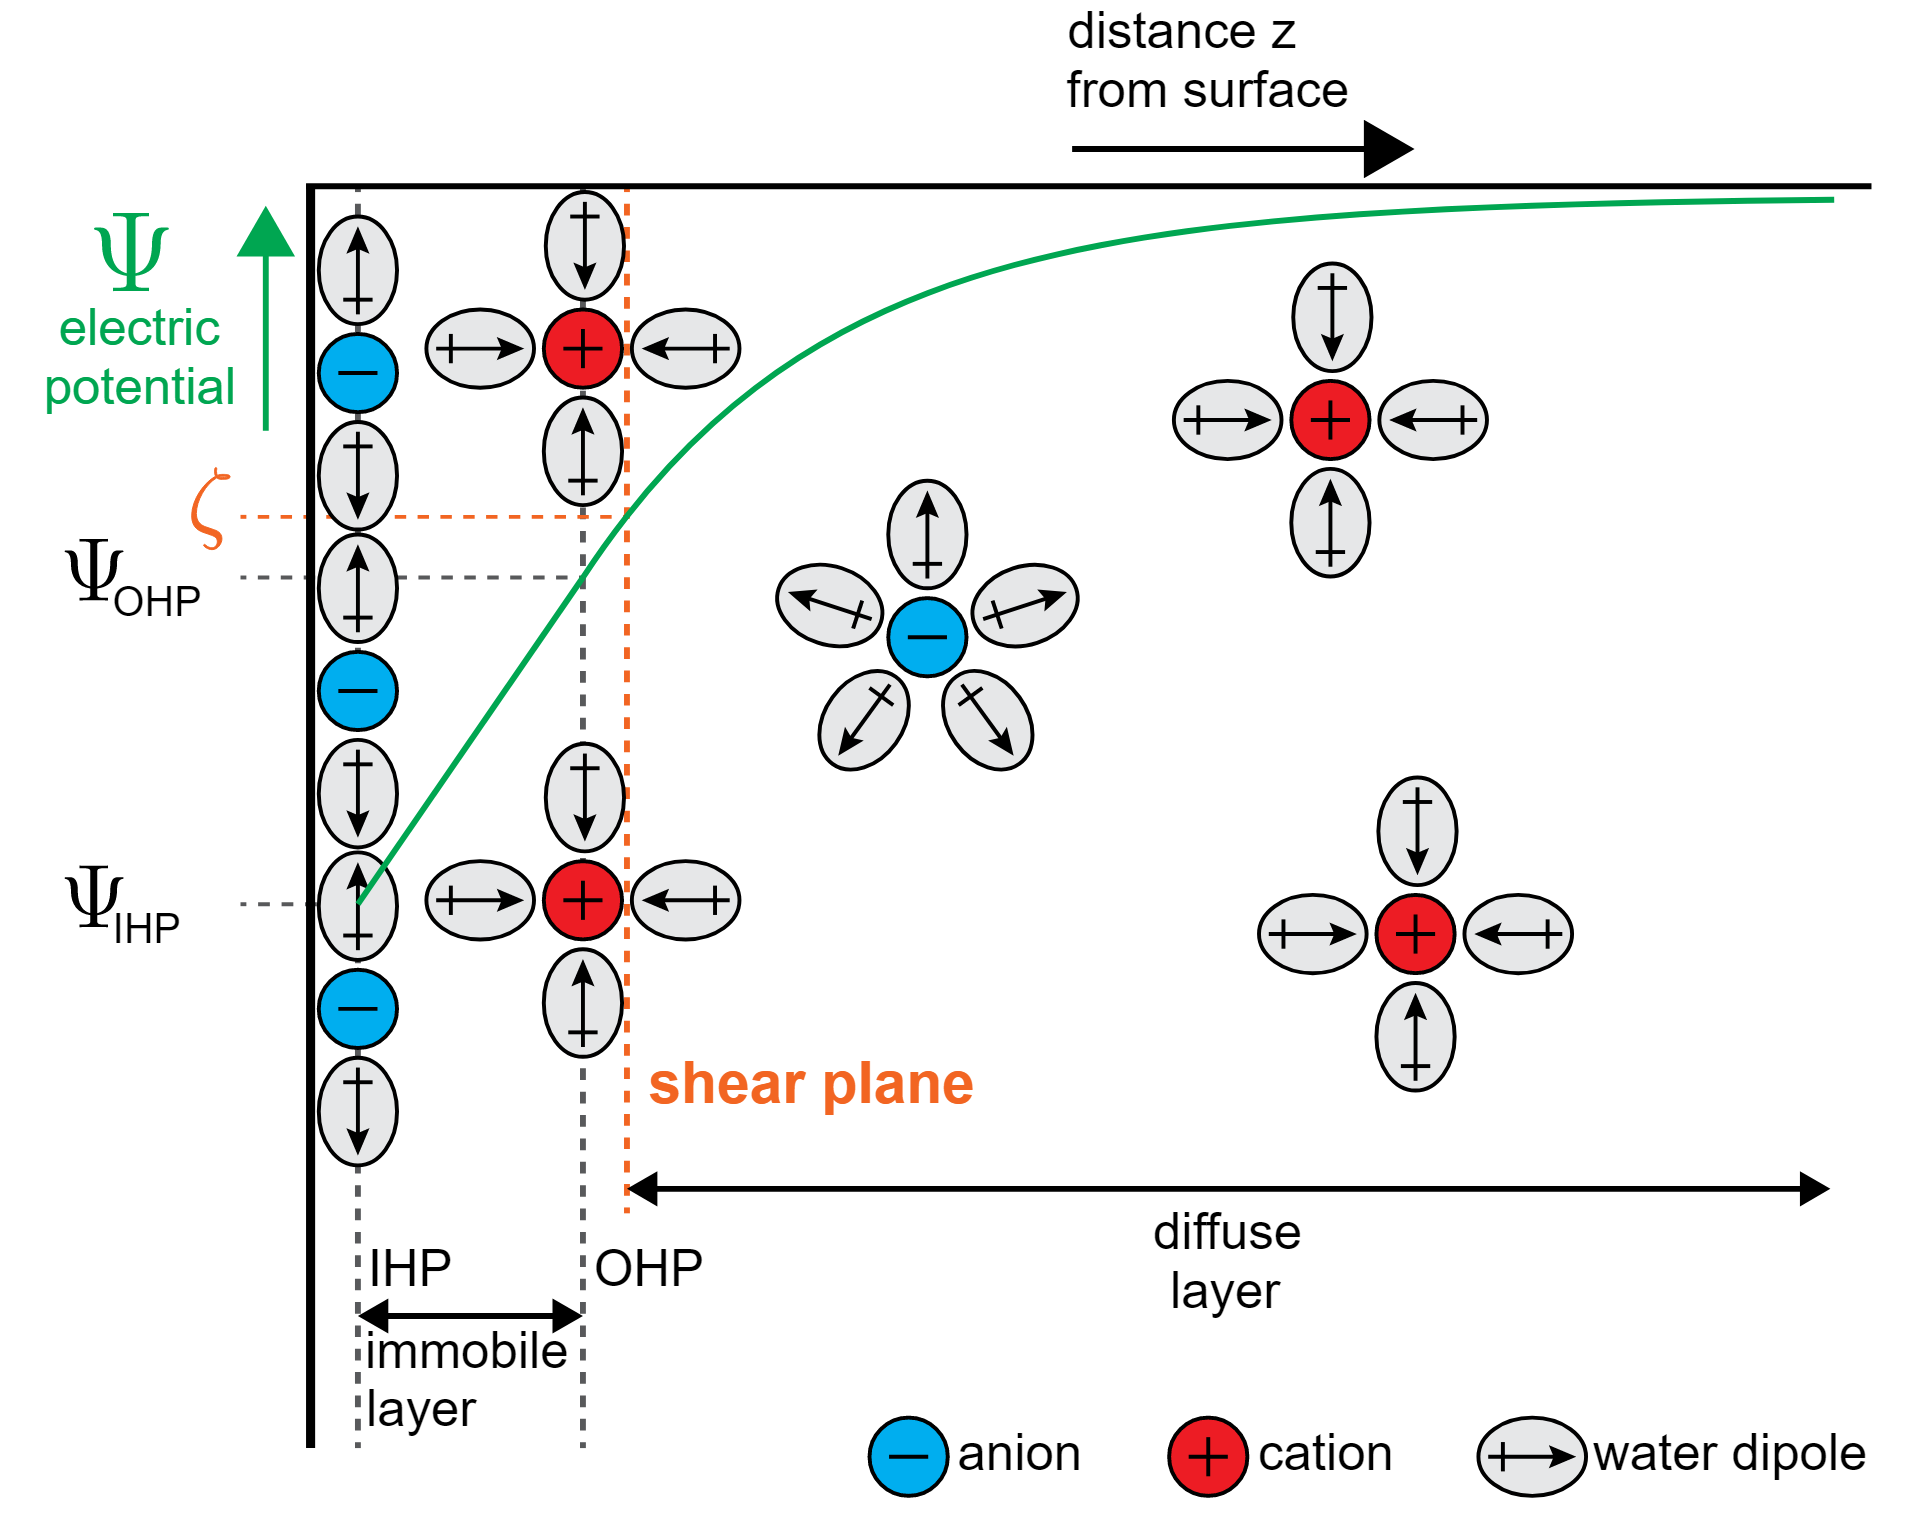 distance z
from surface
Ψ
electric
potential
ζ
Ψ_OHP
Ψ_IHP
shear plane
diffuse
layer
IHP
OHP
immobile
layer
anion
cation
water dipole